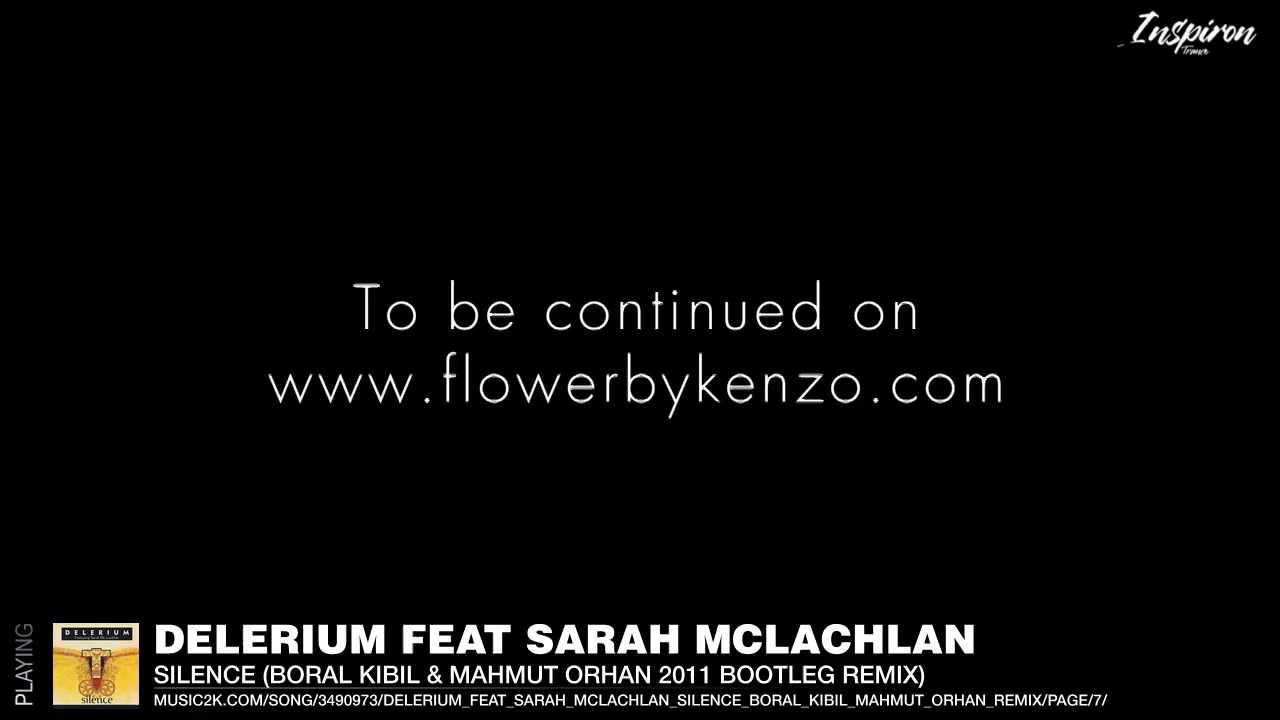 Inspiron
Trance
To be continued on
www.flowerbykenzo.com
PLAYING
DELERIUM
silence
DELERIUM FEAT SARAH MCLACHLAN
SILENCE (BORAL KIBIL & MAHMUT ORHAN 2011 BOOTLEG REMIX)
MUSIC2K.COM/SONG/3490973/DELERIUM_FEAT_SARAH_MCLACHLAN_SILENCE_BORAL_KIBIL_MAHMUT_ORHAN_REMIX/PAGE/7/